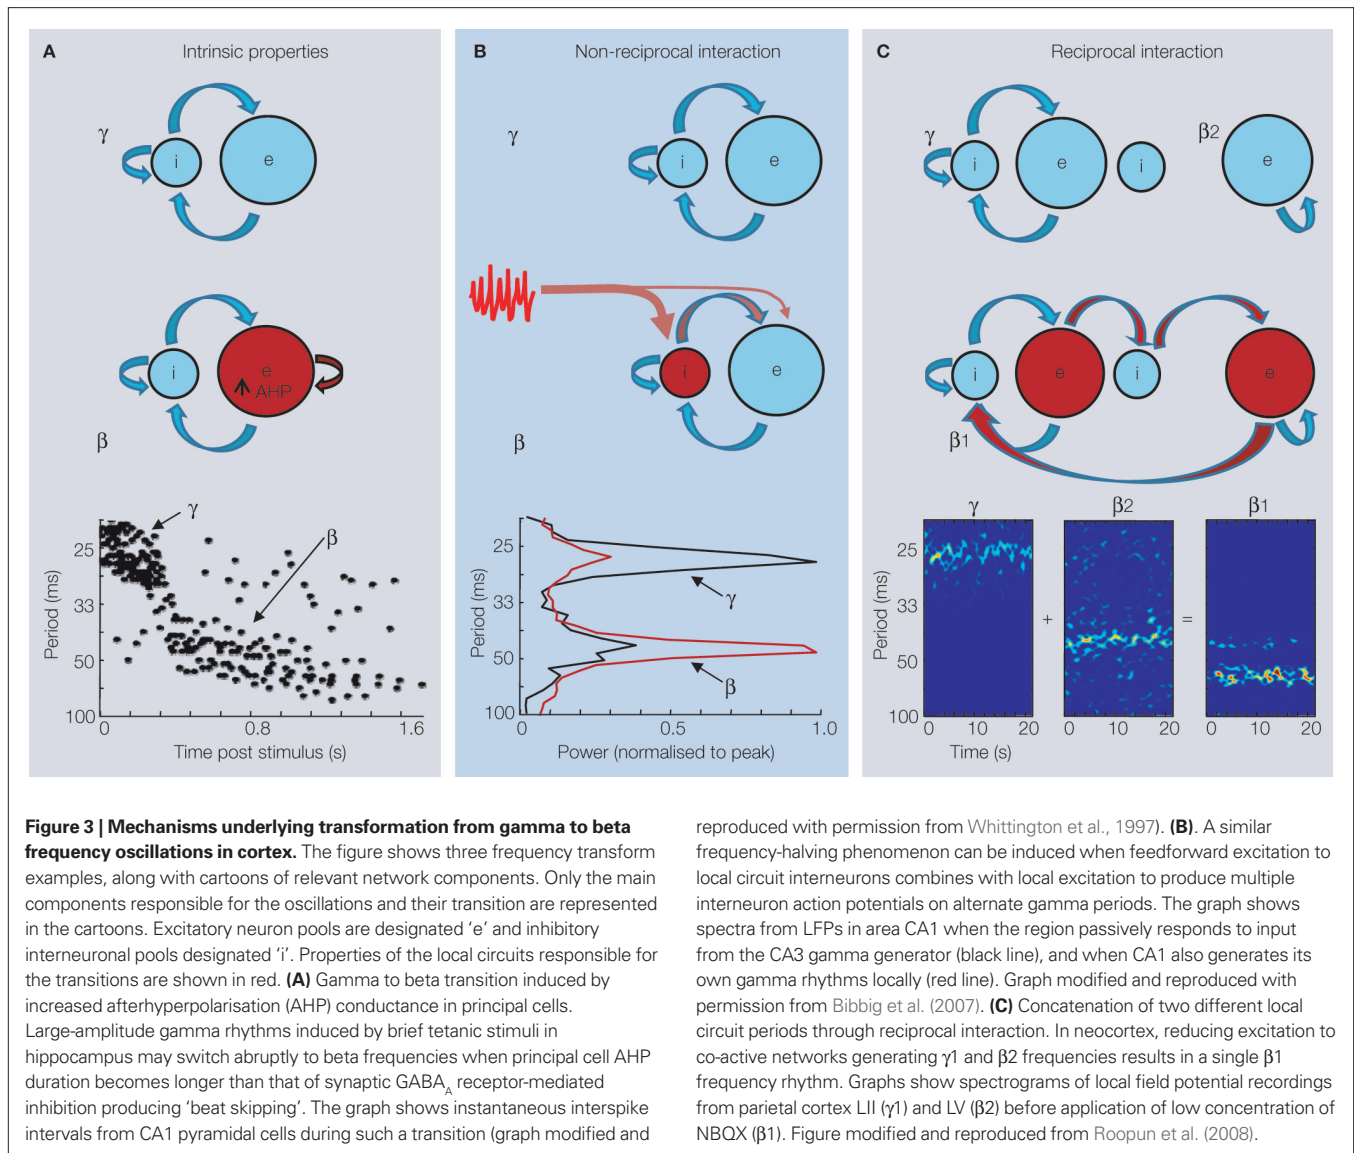 A Intrinsic properties
γ
i
e
i
e
↑ AHP
β
γ
β
Period (ms)
25
33
50
100
0 0.8 1.6
Time post stimulus (s)
B Non-reciprocal interaction
γ
i
e
i
e
β
Period (ms)
25
33
50
100
γ
β
0 0.5 1.0
Power (normalised to peak)
C Reciprocal interaction
γ
i
e
i
β2
e
i
e
i
e
β1
γ β2 β1
Period (ms)
25
33
50
100
+ =
0 10 20 0 10 20 0 10 20
Time (s)
Figure 3 | Mechanisms underlying transformation from gamma to beta
frequency oscillations in cortex. The figure shows three frequency transform
examples, along with cartoons of relevant network components. Only the main
components responsible for the oscillations and their transition are represented
in the cartoons. Excitatory neuron pools are designated ‘e’ and inhibitory
interneuronal pools designated ‘i’. Properties of the local circuits responsible for
the transitions are shown in red. (A) Gamma to beta transition induced by
increased afterhyperpolarisation (AHP) conductance in principal cells.
Large-amplitude gamma rhythms induced by brief tetanic stimuli in
hippocampus may switch abruptly to beta frequencies when principal cell AHP
duration becomes longer than that of synaptic GABAA receptor-mediated
inhibition producing ‘beat skipping’. The graph shows instantaneous interspike
intervals from CA1 pyramidal cells during such a transition (graph modified and
reproduced with permission from Whittington et al., 1997). (B). A similar
frequency-halving phenomenon can be induced when feedforward excitation to
local circuit interneurons combines with local excitation to produce multiple
interneuron action potentials on alternate gamma periods. The graph shows
spectra from LFPs in area CA1 when the region passively responds to input
from the CA3 gamma generator (black line), and when CA1 also generates its
own gamma rhythms locally (red line). Graph modified and reproduced with
permission from Bibbig et al. (2007). (C) Concatenation of two different local
circuit periods through reciprocal interaction. In neocortex, reducing excitation to
co-active networks generating γ1 and β2 frequencies results in a single β1
frequency rhythm. Graphs show spectrograms of local field potential recordings
from parietal cortex LII (γ1) and LV (β2) before application of low concentration of
NBQX (β1). Figure modified and reproduced from Roopun et al. (2008).